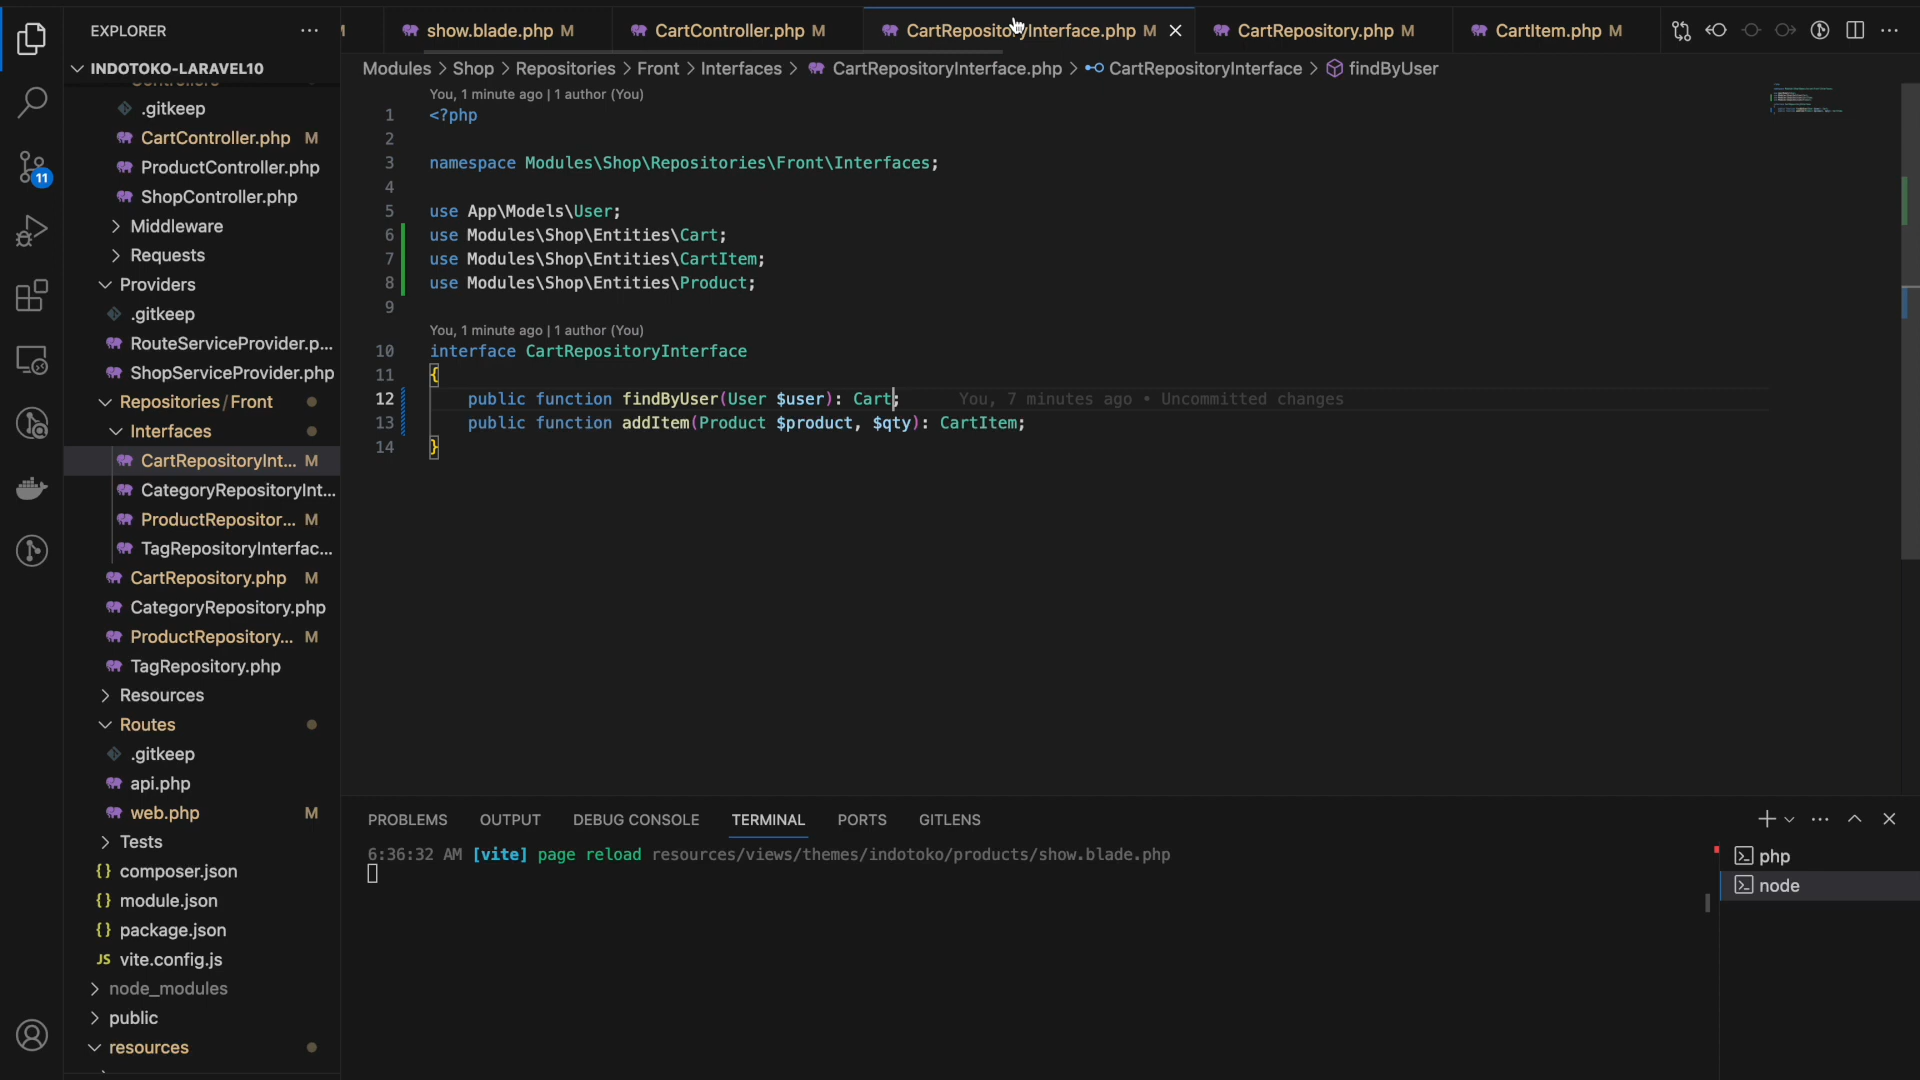 EXPLORER
INDOTOKO-LARAVEL10
.gitkeep
CartController.php M
ProductController.php
ShopController.php
Middleware
Requests
Providers
.gitkeep
RouteServiceProvider.p...
ShopServiceProvider.php
Repositories / Front
Interfaces
CartRepositoryInt... M
CategoryRepositoryInt...
ProductRepositor... M
TagRepositoryInterfac...
CartRepository.php M
CategoryRepository.php
ProductRepository... M
TagRepository.php
Resources
Routes
.gitkeep
api.php
web.php M
Tests
{} composer.json
{} module.json
{} package.json
JS vite.config.js
node_modules
public
resources
11
show.blade.php M
CartController.php M
CartRepositoryInterface.php M
CartRepository.php M
CartItem.php M
Modules > Shop > Repositories > Front > Interfaces > CartRepositoryInterface.php > CartRepositoryInterface > findByUser
You, 1 minute ago | 1 author (You)
1 <?php
2
3 namespace Modules\Shop\Repositories\Front\Interfaces;
4
5 use App\Models\User;
6 use Modules\Shop\Entities\Cart;
7 use Modules\Shop\Entities\CartItem;
8 use Modules\Shop\Entities\Product;
9
You, 1 minute ago | 1 author (You)
10 interface CartRepositoryInterface
11 {
12 public function findByUser(User $user): Cart; You, 7 minutes ago • Uncommitted changes
13 public function addItem(Product $product, $qty): CartItem;
14 }
PROBLEMS OUTPUT DEBUG CONSOLE TERMINAL PORTS GITLENS
6:36:32 AM [vite] page reload resources/views/themes/indotoko/products/show.blade.php
php
node